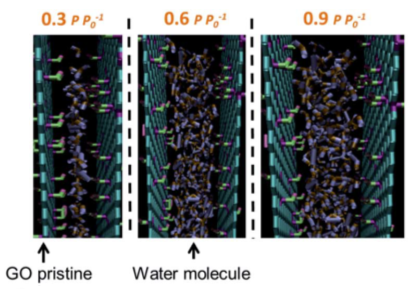 0.3 P P₀⁻¹ 0.6 P P₀⁻¹ 0.9 P P₀⁻¹
GO pristine Water molecule